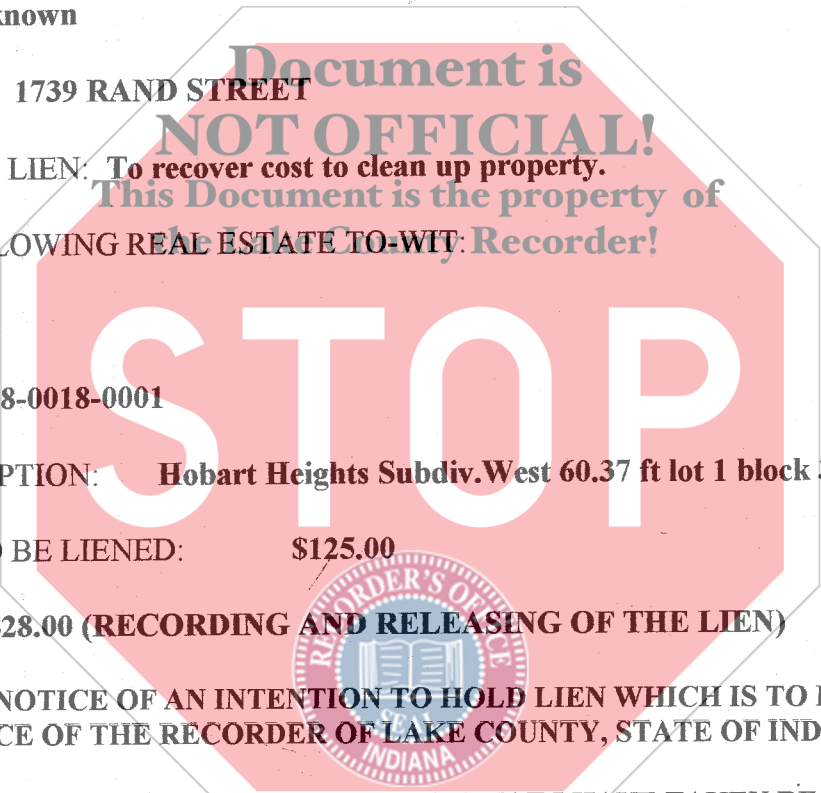 known
Document is
1739 RAND STREET
NOT OFFICIAL!
LIEN: To recover cost to clean up property.
This Document is the property of
LOWING REAL ESTATE TO-WIT:
the Lake County Recorder!
STOP
8-0018-0001
PTION: Hobart Heights Subdiv.West 60.37 ft lot 1 block
BE LIENED: $125.00
28.00 (RECORDING AND RELEASING OF THE LIEN)
RECORDER'S OFFICE
SEAL
INDIANA
NOTICE OF AN INTENTION TO HOLD LIEN WHICH IS TO
CE OF THE RECORDER OF LAKE COUNTY, STATE OF IND